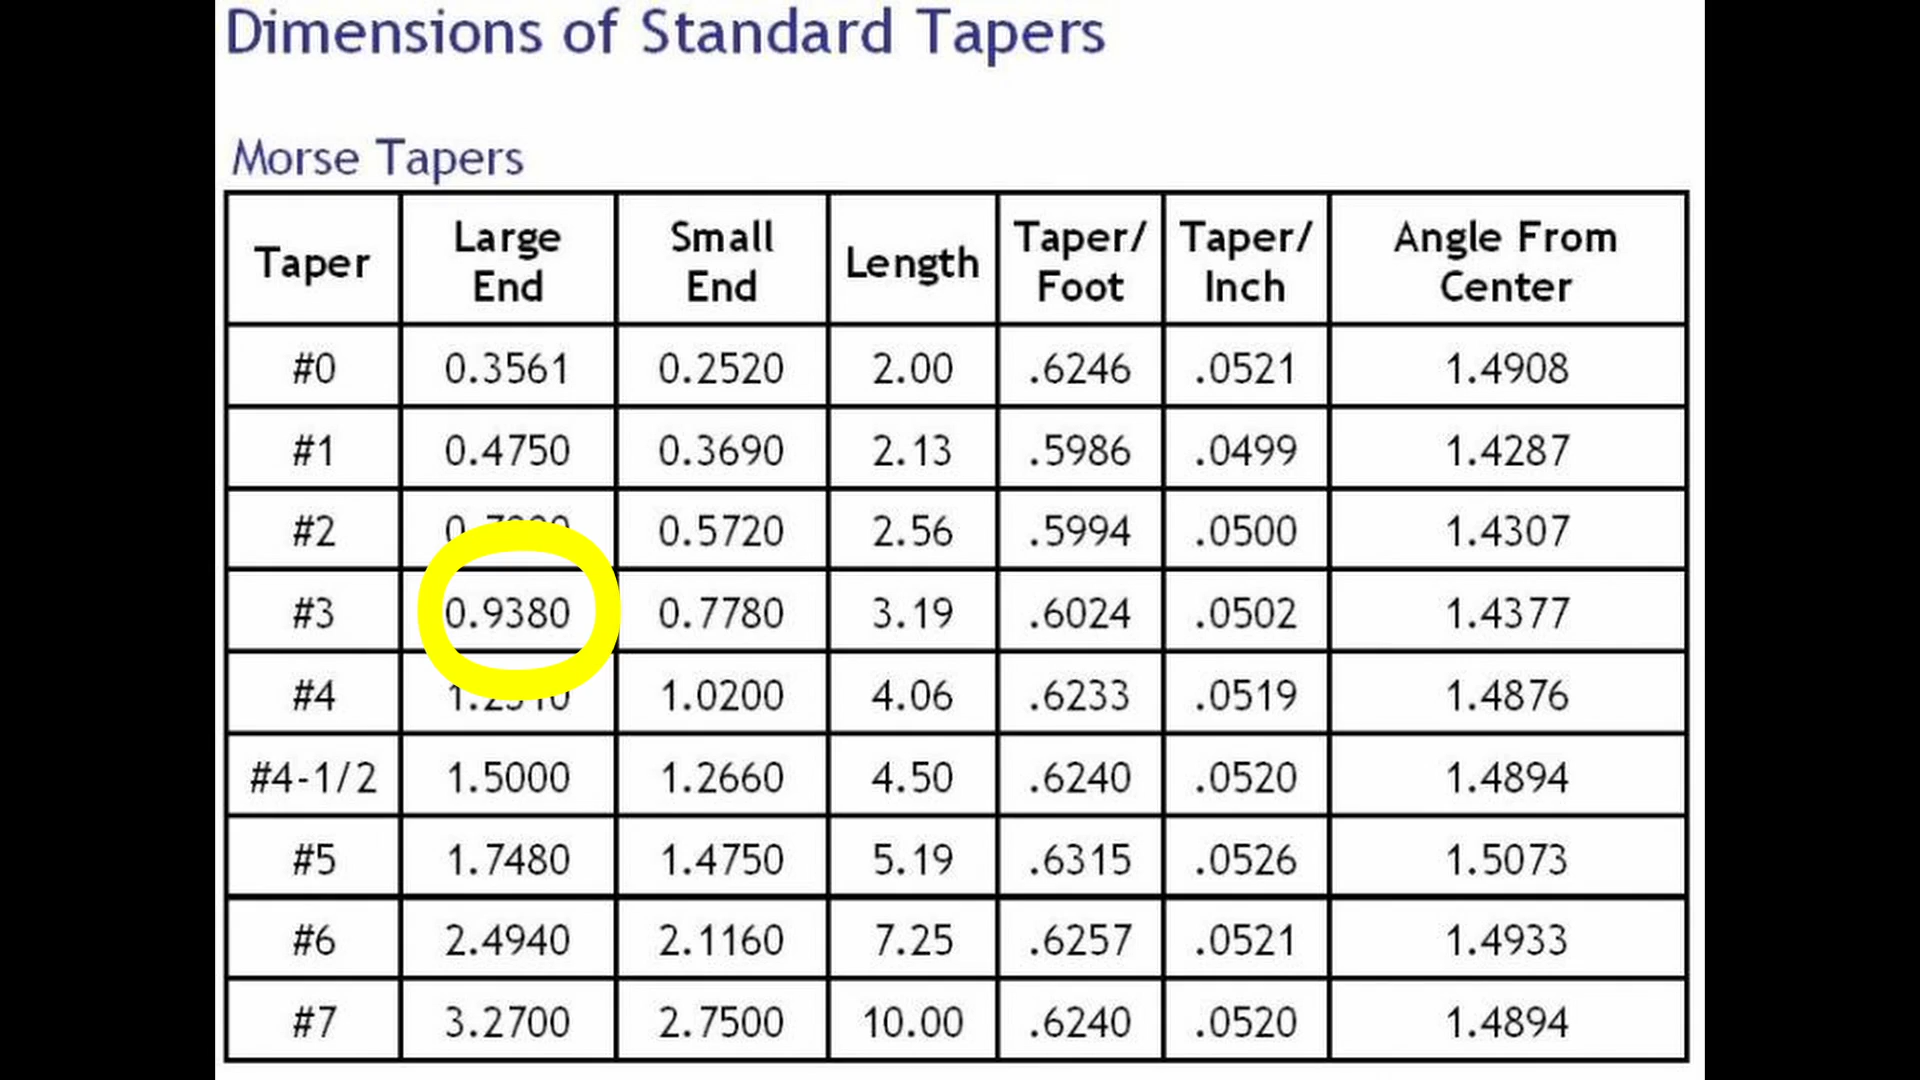 Dimensions of Standard Tapers
Morse Tapers
Taper Large End Small End Length Taper/ Foot Taper/ Inch Angle From Center
#0 0.3561 0.2520 2.00 .6246 .0521 1.4908
#1 0.4750 0.3690 2.13 .5986 .0499 1.4287
#2 0.5720 2.56 .5994 .0500 1.4307
#3 0.9380 0.7780 3.19 .6024 .0502 1.4377
#4 1.0200 4.06 .6233 .0519 1.4876
#4-1/2 1.5000 1.2660 4.50 .6240 .0520 1.4894
#5 1.7480 1.4750 5.19 .6315 .0526 1.5073
#6 2.4940 2.1160 7.25 .6257 .0521 1.4933
#7 3.2700 2.7500 10.00 .6240 .0520 1.4894